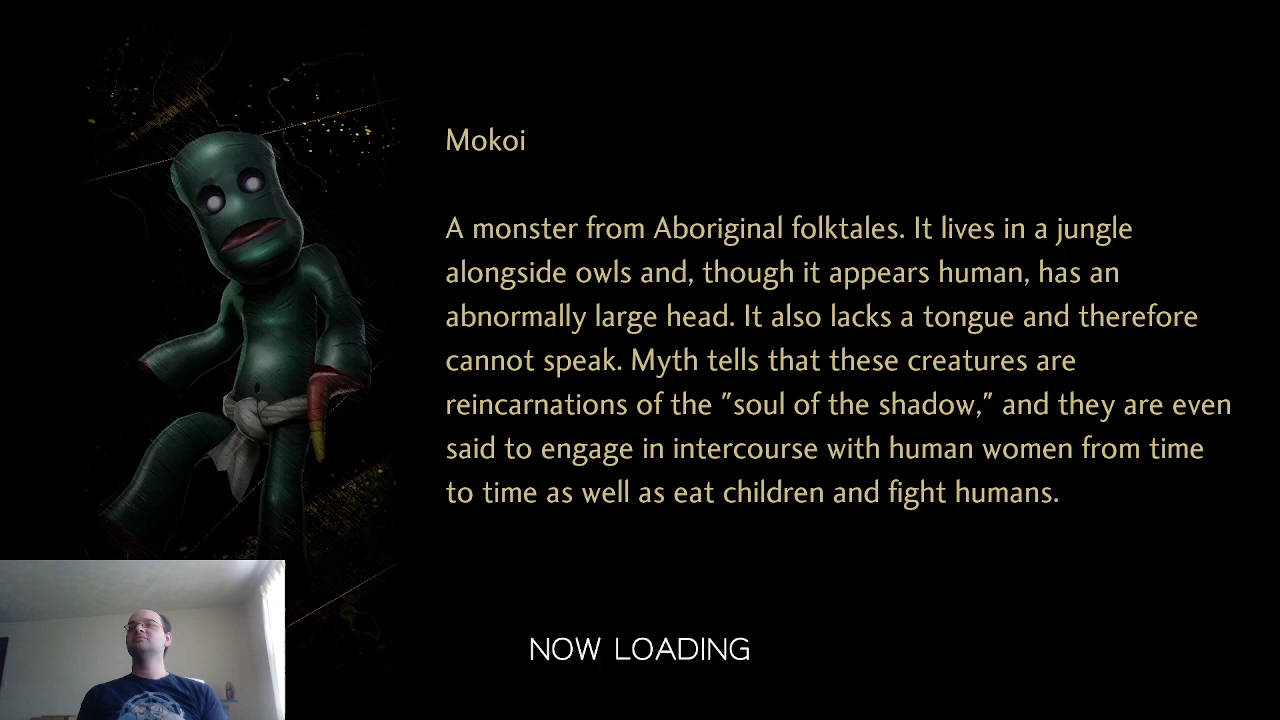 Mokoi
A monster from Aboriginal folktales. It lives in a jungle
alongside owls and, though it appears human, has an
abnormally large head. It also lacks a tongue and therefore
cannot speak. Myth tells that these creatures are
reincarnations of the "soul of the shadow," and they are even
said to engage in intercourse with human women from time
to time as well as eat children and fight humans.
NOW LOADING